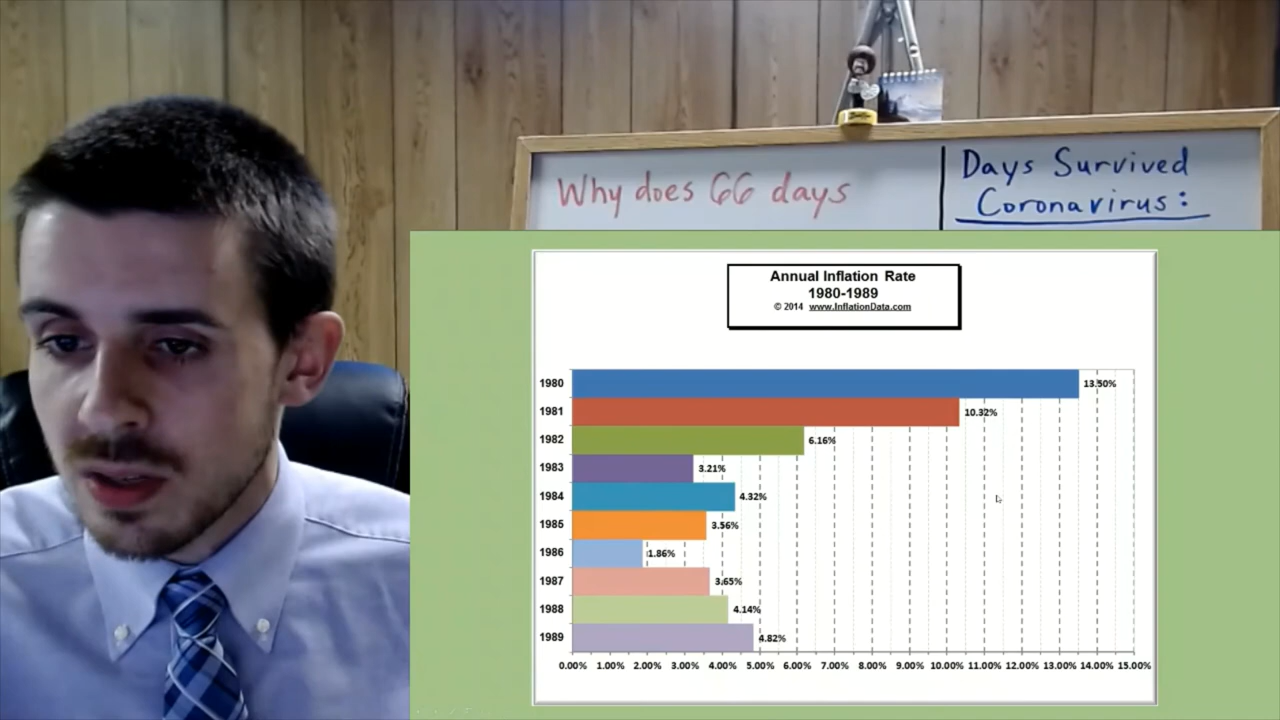 Why does 66 days
Days Survived
Coronavirus:
Annual Inflation Rate
1980-1989
© 2014 www.InflationData.com
1980 13.50%
1981 10.32%
1982 6.16%
1983 3.21%
1984 4.32%
1985 3.56%
1986 1.86%
1987 3.65%
1988 4.14%
1989 4.82%
0.00% 1.00% 2.00% 3.00% 4.00% 5.00% 6.00% 7.00% 8.00% 9.00% 10.00% 11.00% 12.00% 13.00% 14.00% 15.00%